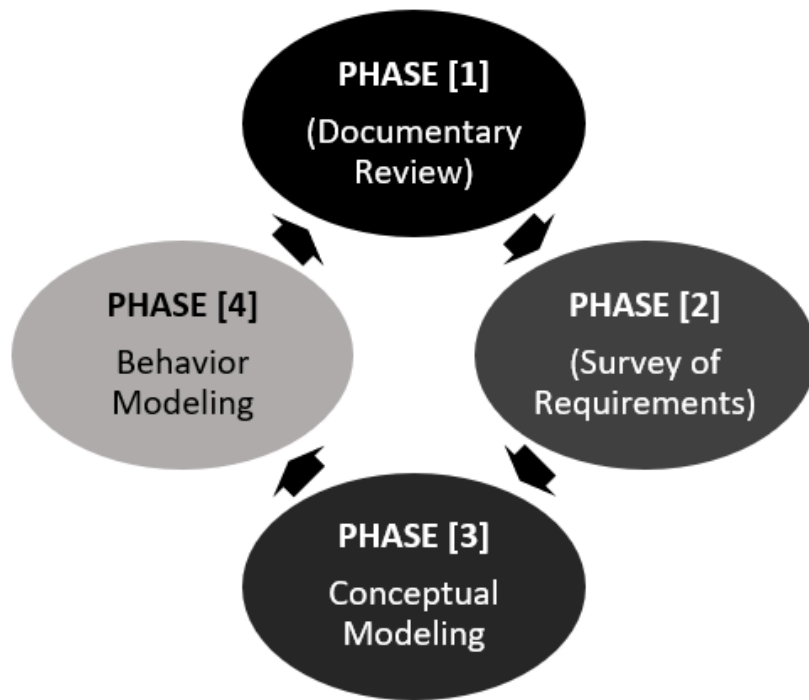 PHASE [1]
(Documentary
Review)
PHASE [2]
(Survey of
Requirements)
PHASE [3]
Conceptual
Modeling
PHASE [4]
Behavior
Modeling